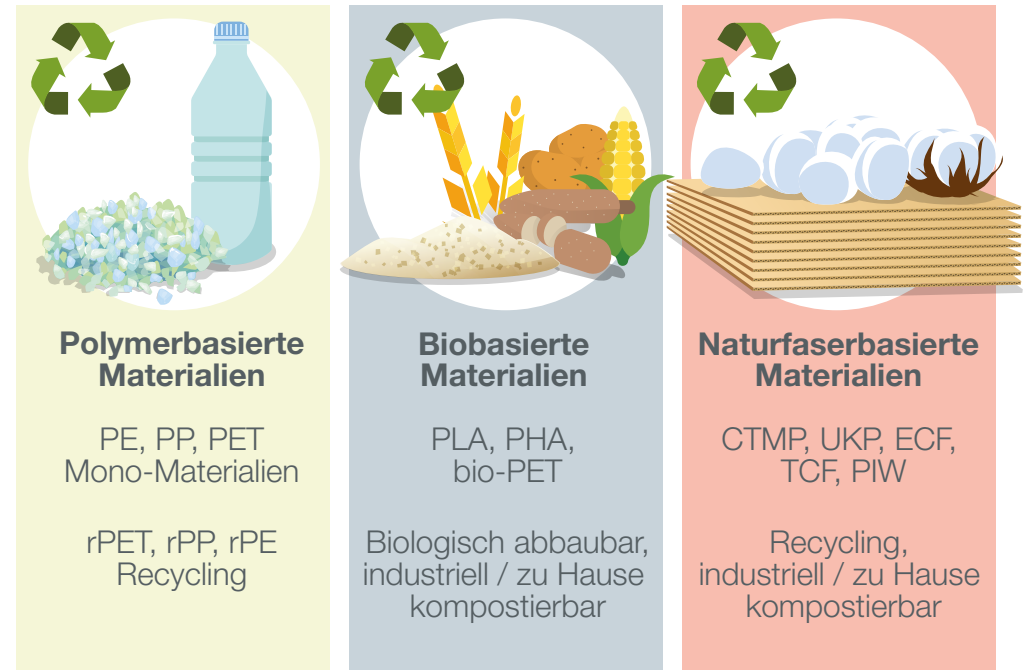 Polymerbasierte
Materialien
PE, PP, PET
Mono-Materialien
rPET, rPP, rPE
Recycling
Biobasierte
Materialien
PLA, PHA,
bio-PET
Biologisch abbaubar,
industriell / zu Hause
kompostierbar
Naturfaserbasierte
Materialien
CTMP, UKP, ECF,
TCF, PIW
Recycling,
industriell / zu Hause
kompostierbar